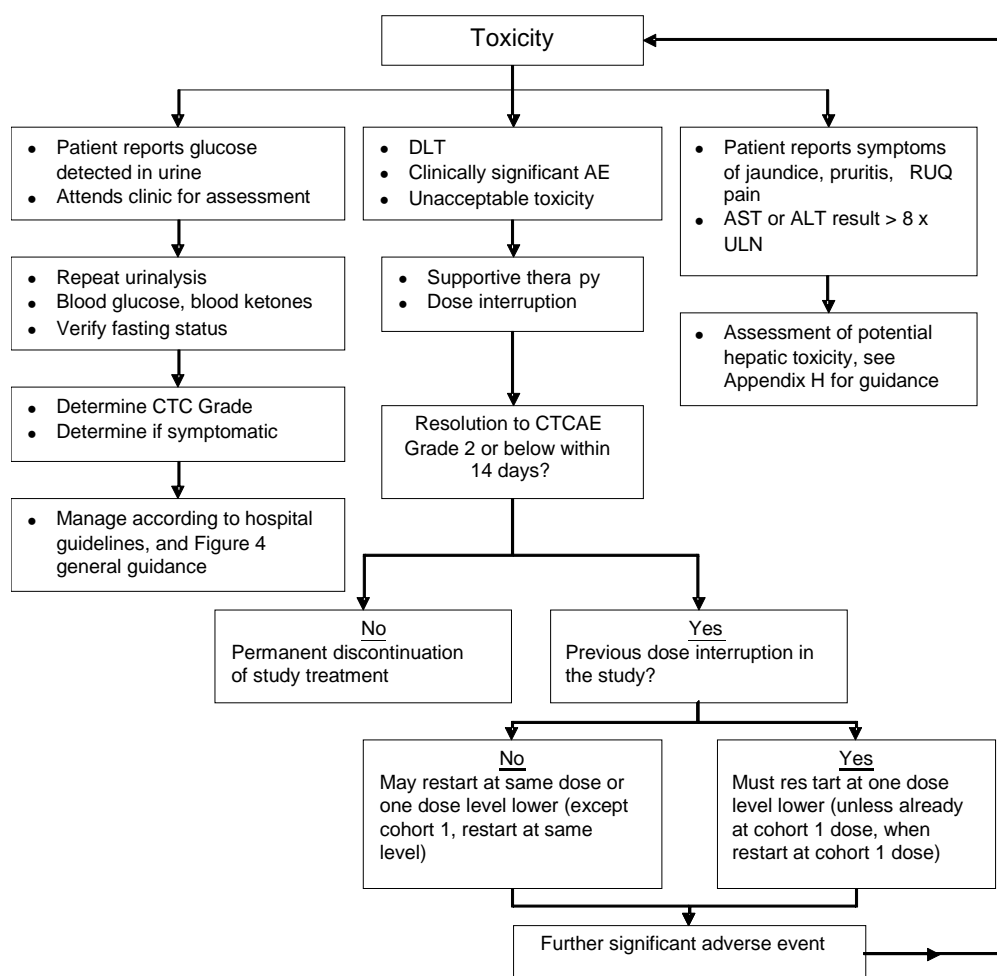 Toxicity
Patient reports glucose
detected in urine
Attends clinic for assessment
DLT
Clinically significant AE
Unacceptable toxicity
Patient reports symptoms
of jaundice, pruritis, RUQ
pain
AST or ALT result > 8 x
ULN
Repeat urinalysis
Blood glucose, blood ketones
Verify fasting status
Supportive thera py
Dose interruption
Assessment of potential
hepatic toxicity, see
Appendix H for guidance
Determine CTC Grade
Determine if symptomatic
Resolution to CTCAE
Grade 2 or below within
14 days?
Manage according to hospital
guidelines, and Figure 4
general guidance
No
Permanent discontinuation
of study treatment
Yes
Previous dose interruption in
the study?
No
May restart at same dose or
one dose level lower (except
cohort 1, restart at same
level)
Yes
Must res tart at one dose
level lower (unless already
at cohort 1 dose, when
restart at cohort 1 dose)
Further significant adverse event